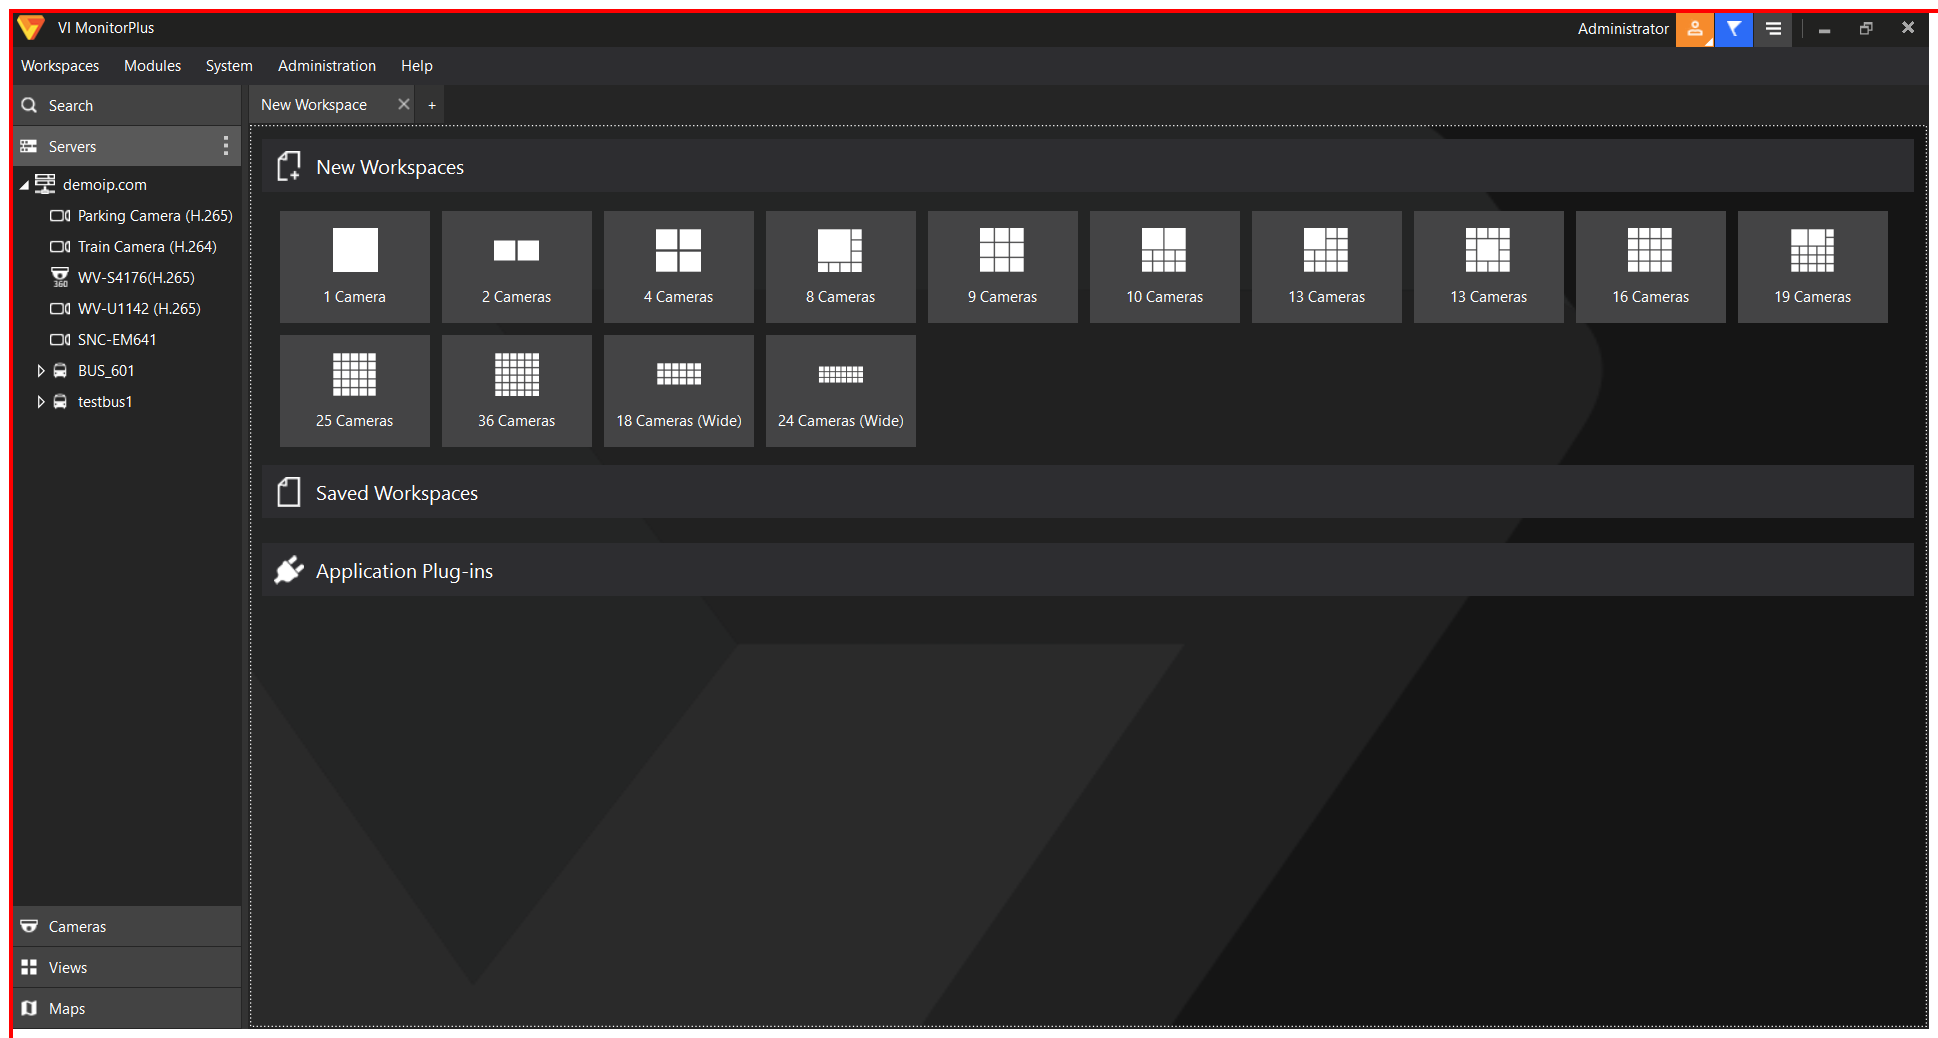 VI MonitorPlus
Administrator
Workspaces Modules System Administration Help
Search
New Workspace
+
Servers
demoip.com
Parking Camera (H.265)
Train Camera (H.264)
360
WV-S4176(H.265)
WV-U1142 (H.265)
SNC-EM641
BUS_601
testbus1
Cameras
Views
Maps
New Workspaces
1 Camera
2 Cameras
4 Cameras
8 Cameras
9 Cameras
10 Cameras
13 Cameras
13 Cameras
16 Cameras
19 Cameras
25 Cameras
36 Cameras
18 Cameras (Wide)
24 Cameras (Wide)
Saved Workspaces
Application Plug-ins